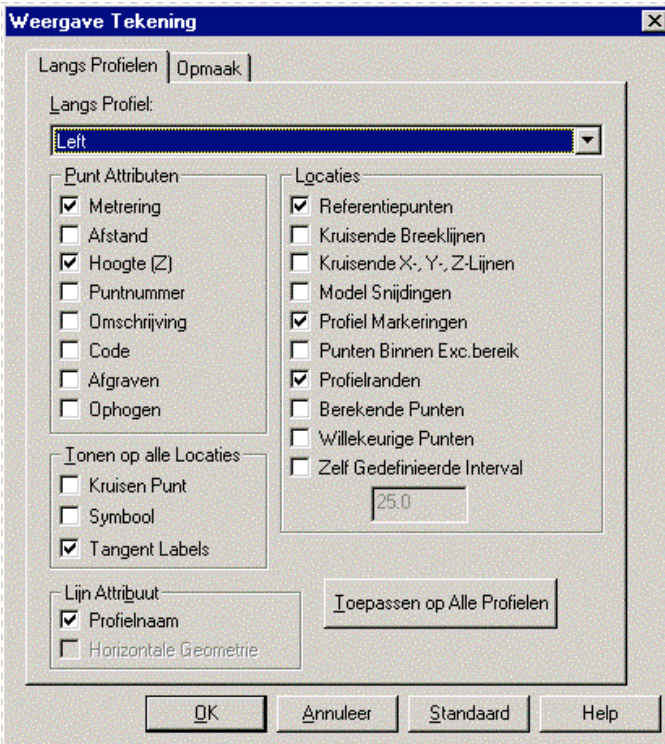 Weergave Tekening
Langs Profielen
Opmaak
Langs Profiel:
Left
Punt Attributen
Metrering
Afstand
Hoogte (Z)
Puntnummer
Omschrijving
Code
Afgraven
Ophogen
Locaties
Referentiepunten
Kruisende Breeklijnen
Kruisende X-, Y-, Z-Lijnen
Model Snijdingen
Profiel Markeringen
Punten Binnen Exc.bereik
Profielranden
Berekende Punten
Willekeurige Punten
Zelf Gedefinieerde Interval
25.0
Tonen op alle Locaties
Kruisen Punt
Symbool
Tangent Labels
Lijn Attribuut
Profielnaam
Horizontale Geometrie
Toepassen op Alle Profielen
OK
Annuleer
Standaard
Help